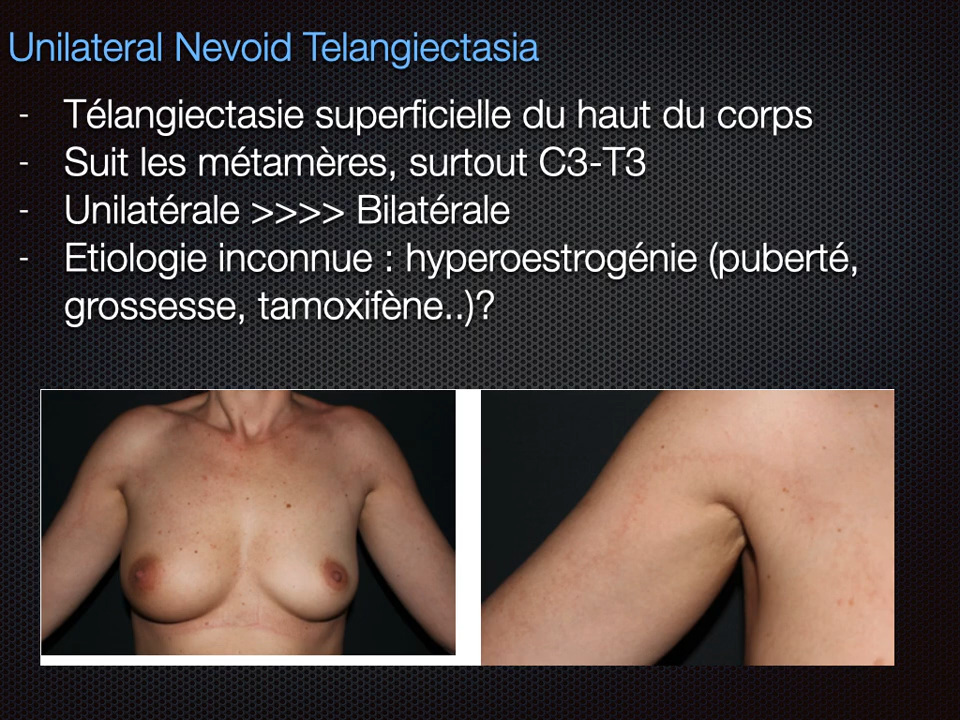 Unilateral Nevoid Telangiectasia
- Télangiectasie superficielle du haut du corps
- Suit les métamères, surtout C3-T3
- Unilatérale >>>> Bilatérale
- Etiologie inconnue : hyperoestrogénie (puberté,
grossesse, tamoxifène..)?